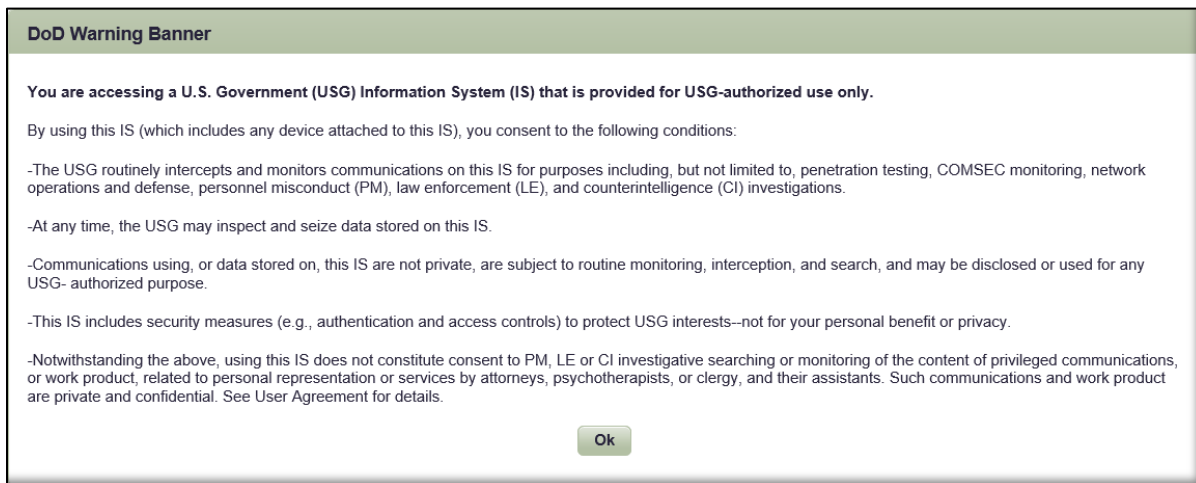 DoD Warning Banner
You are accessing a U.S. Government (USG) Information System (IS) that is provided for USG-authorized use only.
By using this IS (which includes any device attached to this IS), you consent to the following conditions:
-The USG routinely intercepts and monitors communications on this IS for purposes including, but not limited to, penetration testing, COMSEC monitoring, network
operations and defense, personnel misconduct (PM), law enforcement (LE), and counterintelligence (CI) investigations.
-At any time, the USG may inspect and seize data stored on this IS.
-Communications using, or data stored on, this IS are not private, are subject to routine monitoring, interception, and search, and may be disclosed or used for any
USG- authorized purpose.
-This IS includes security measures (e.g., authentication and access controls) to protect USG interests--not for your personal benefit or privacy.
-Notwithstanding the above, using this IS does not constitute consent to PM, LE or CI investigative searching or monitoring of the content of privileged communications,
or work product, related to personal representation or services by attorneys, psychotherapists, or clergy, and their assistants. Such communications and work product
are private and confidential. See User Agreement for details.
Ok